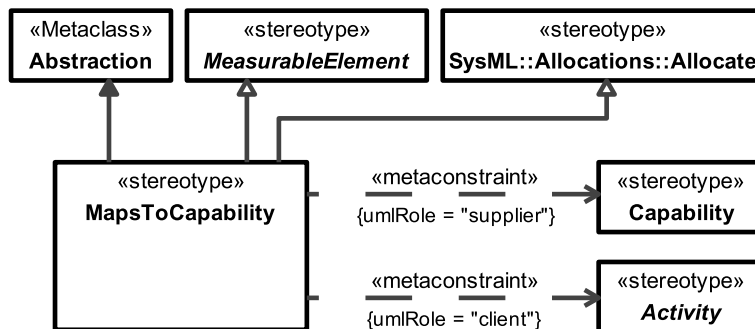 «Metaclass»
Abstraction
«stereotype»
MeasurableElement
«stereotype»
SysML::Allocations::Allocate
«stereotype»
MapsToCapability
«metaconstraint»
{umlRole = "supplier"}
«stereotype»
Capability
«metaconstraint»
{umlRole = "client"}
«stereotype»
Activity